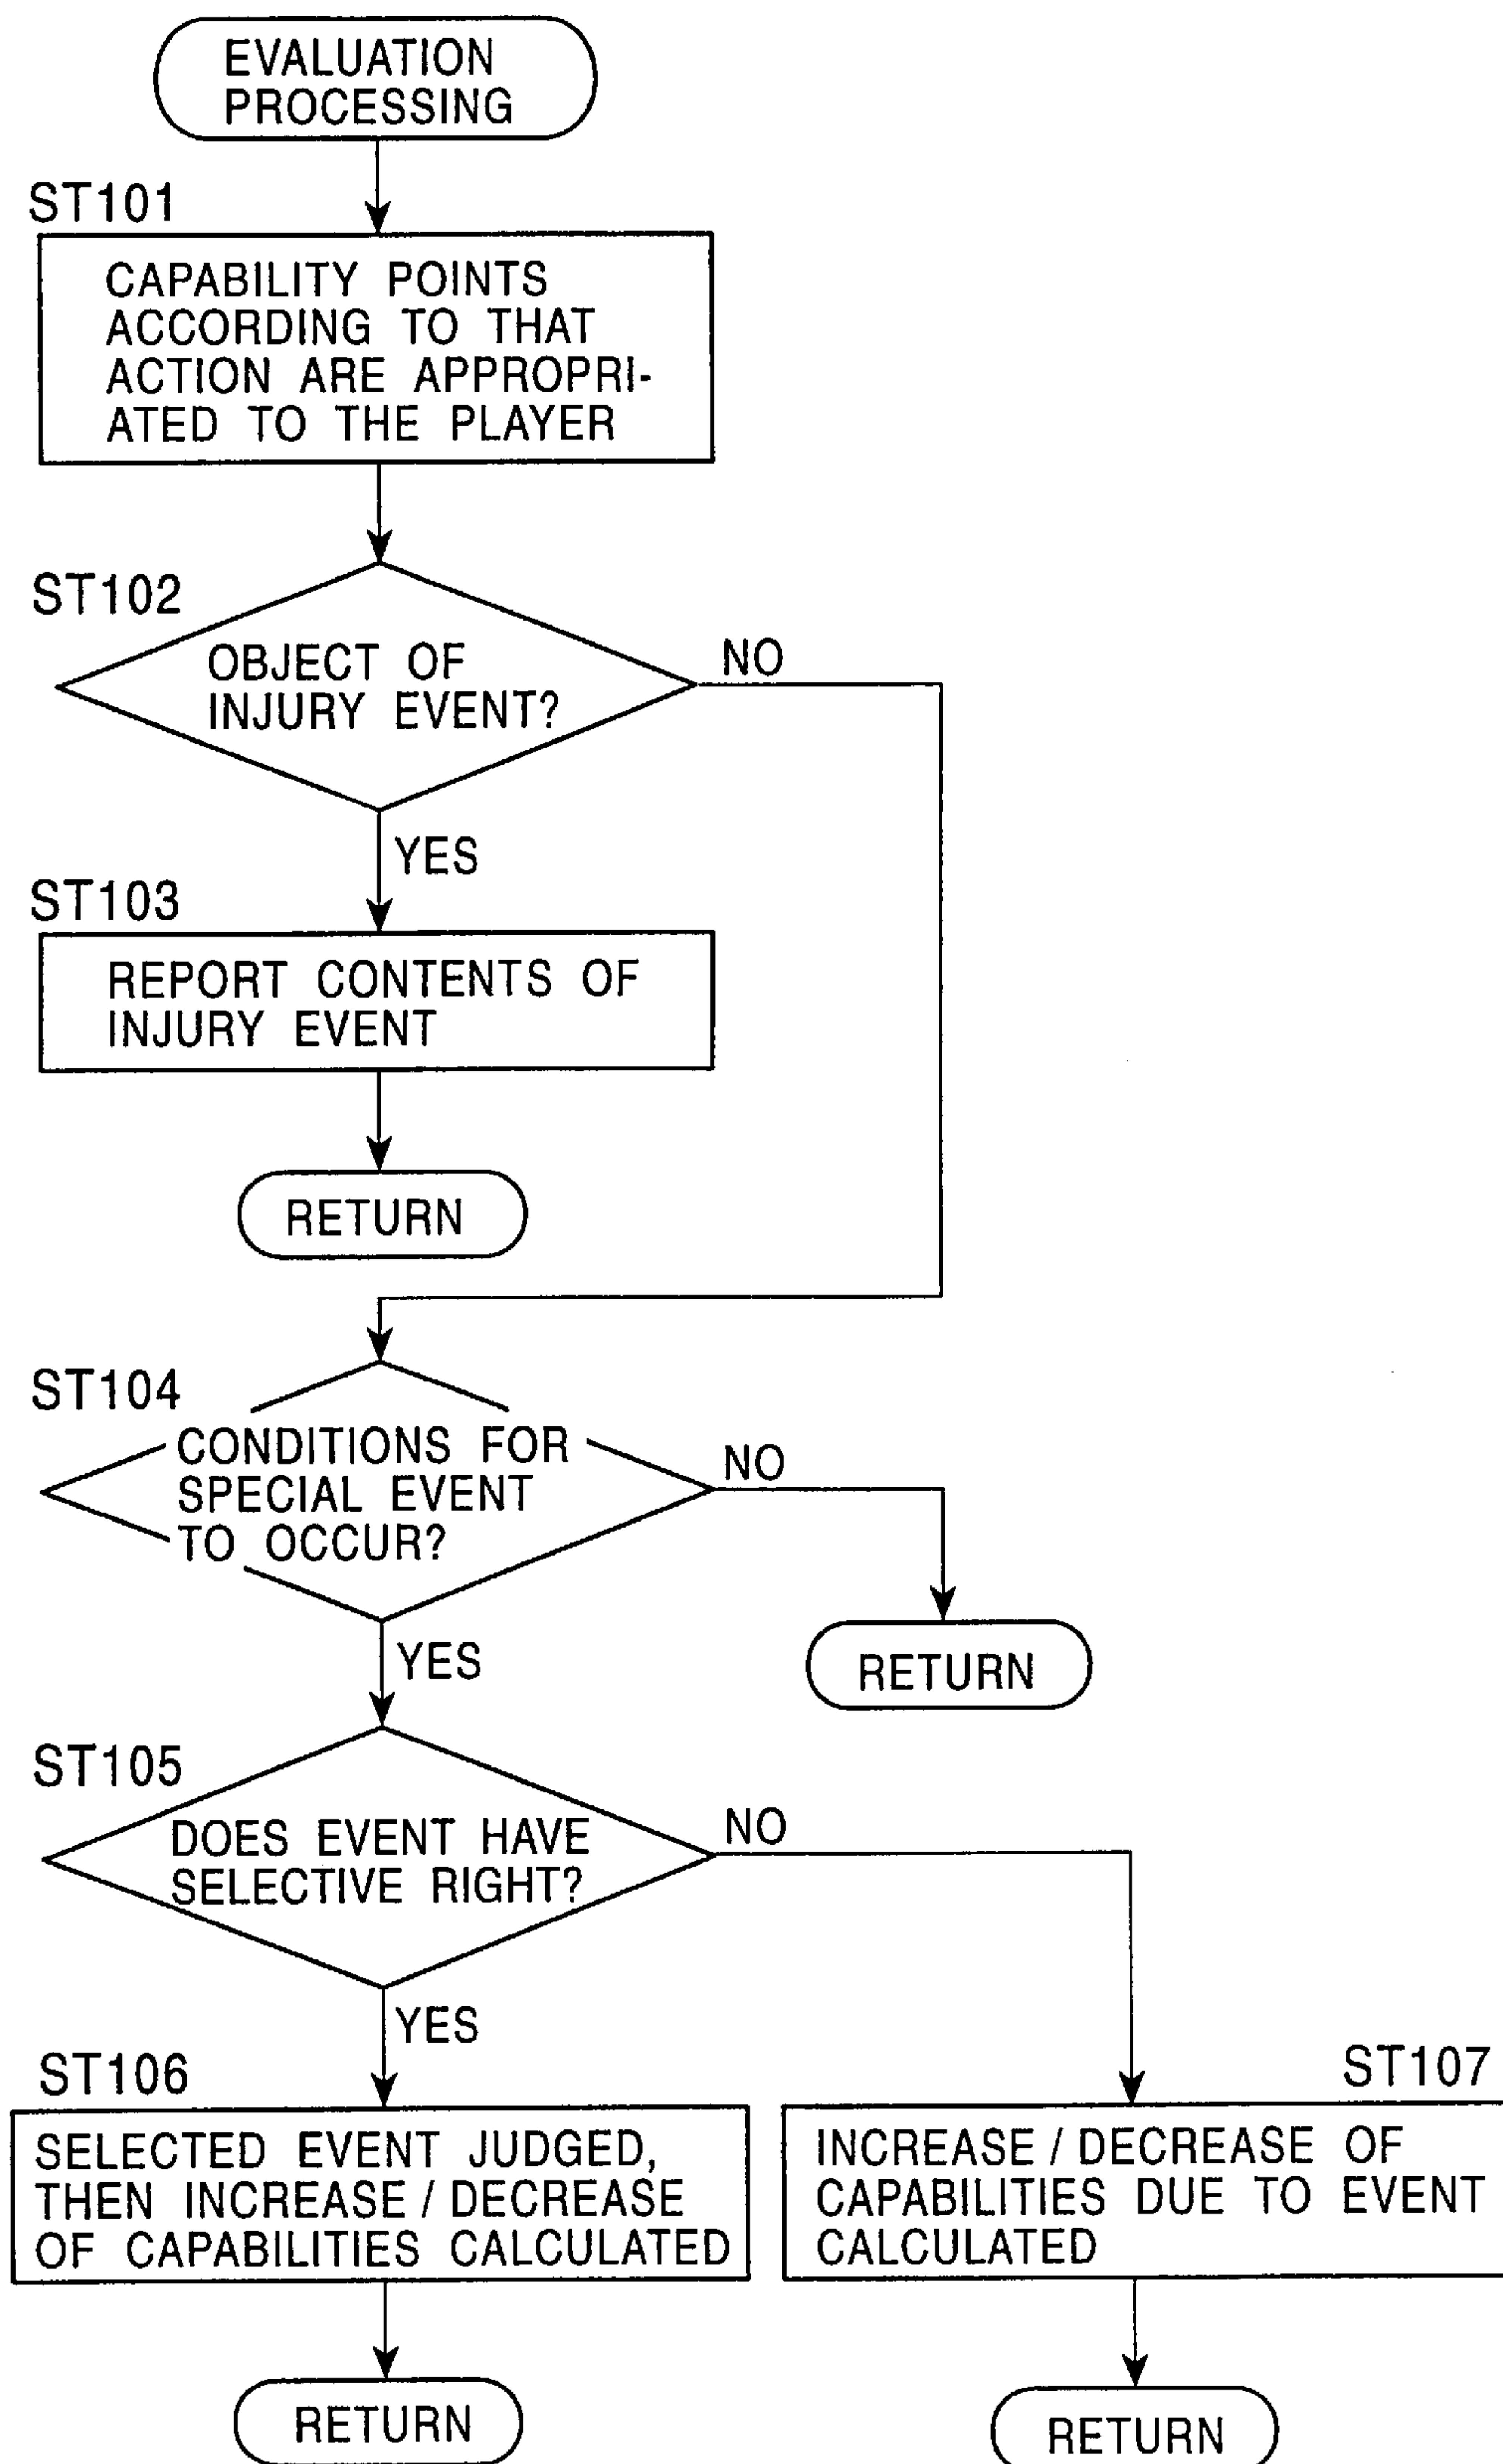 EVALUATION
PROCESSING
ST101
CAPABILITY POINTS
ACCORDING TO THAT
ACTION ARE APPROPRI-
ATED TO THE PLAYER
ST102
OBJECT OF
INJURY EVENT?
NO
YES
ST103
REPORT CONTENTS OF
INJURY EVENT
RETURN
ST104
CONDITIONS FOR
SPECIAL EVENT
TO OCCUR?
NO
RETURN
YES
ST105
DOES EVENT HAVE
SELECTIVE RIGHT?
NO
YES
ST106
SELECTED EVENT JUDGED,
THEN INCREASE / DECREASE
OF CAPABILITIES CALCULATED
RETURN
ST107
INCREASE / DECREASE OF
CAPABILITIES DUE TO EVENT
CALCULATED
RETURN